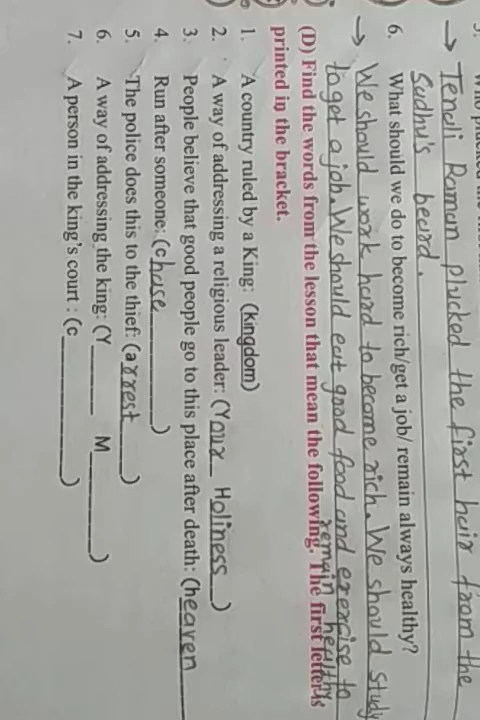 → Tenali Raman plucked the first hair from the
Sadhu's beard.
6. What should we do to become rich/get a job/ remain always healthy?
→ We should work hard to become rich. We should study
to get a job. We should eat good food and exercise to
remain healthy
(D) Find the words from the lesson that mean the following. The first letter is
printed in the bracket.
1. A country ruled by a King: (kingdom)
2. A way of addressing a religious leader: (Your Holiness)
3. People believe that good people go to this place after death: (heaven
4. Run after someone: (chase)
5. The police does this to the thief: (arrest)
6. A way of addressing the king: (Y____ M____)
7. A person in the king's court : (c____)